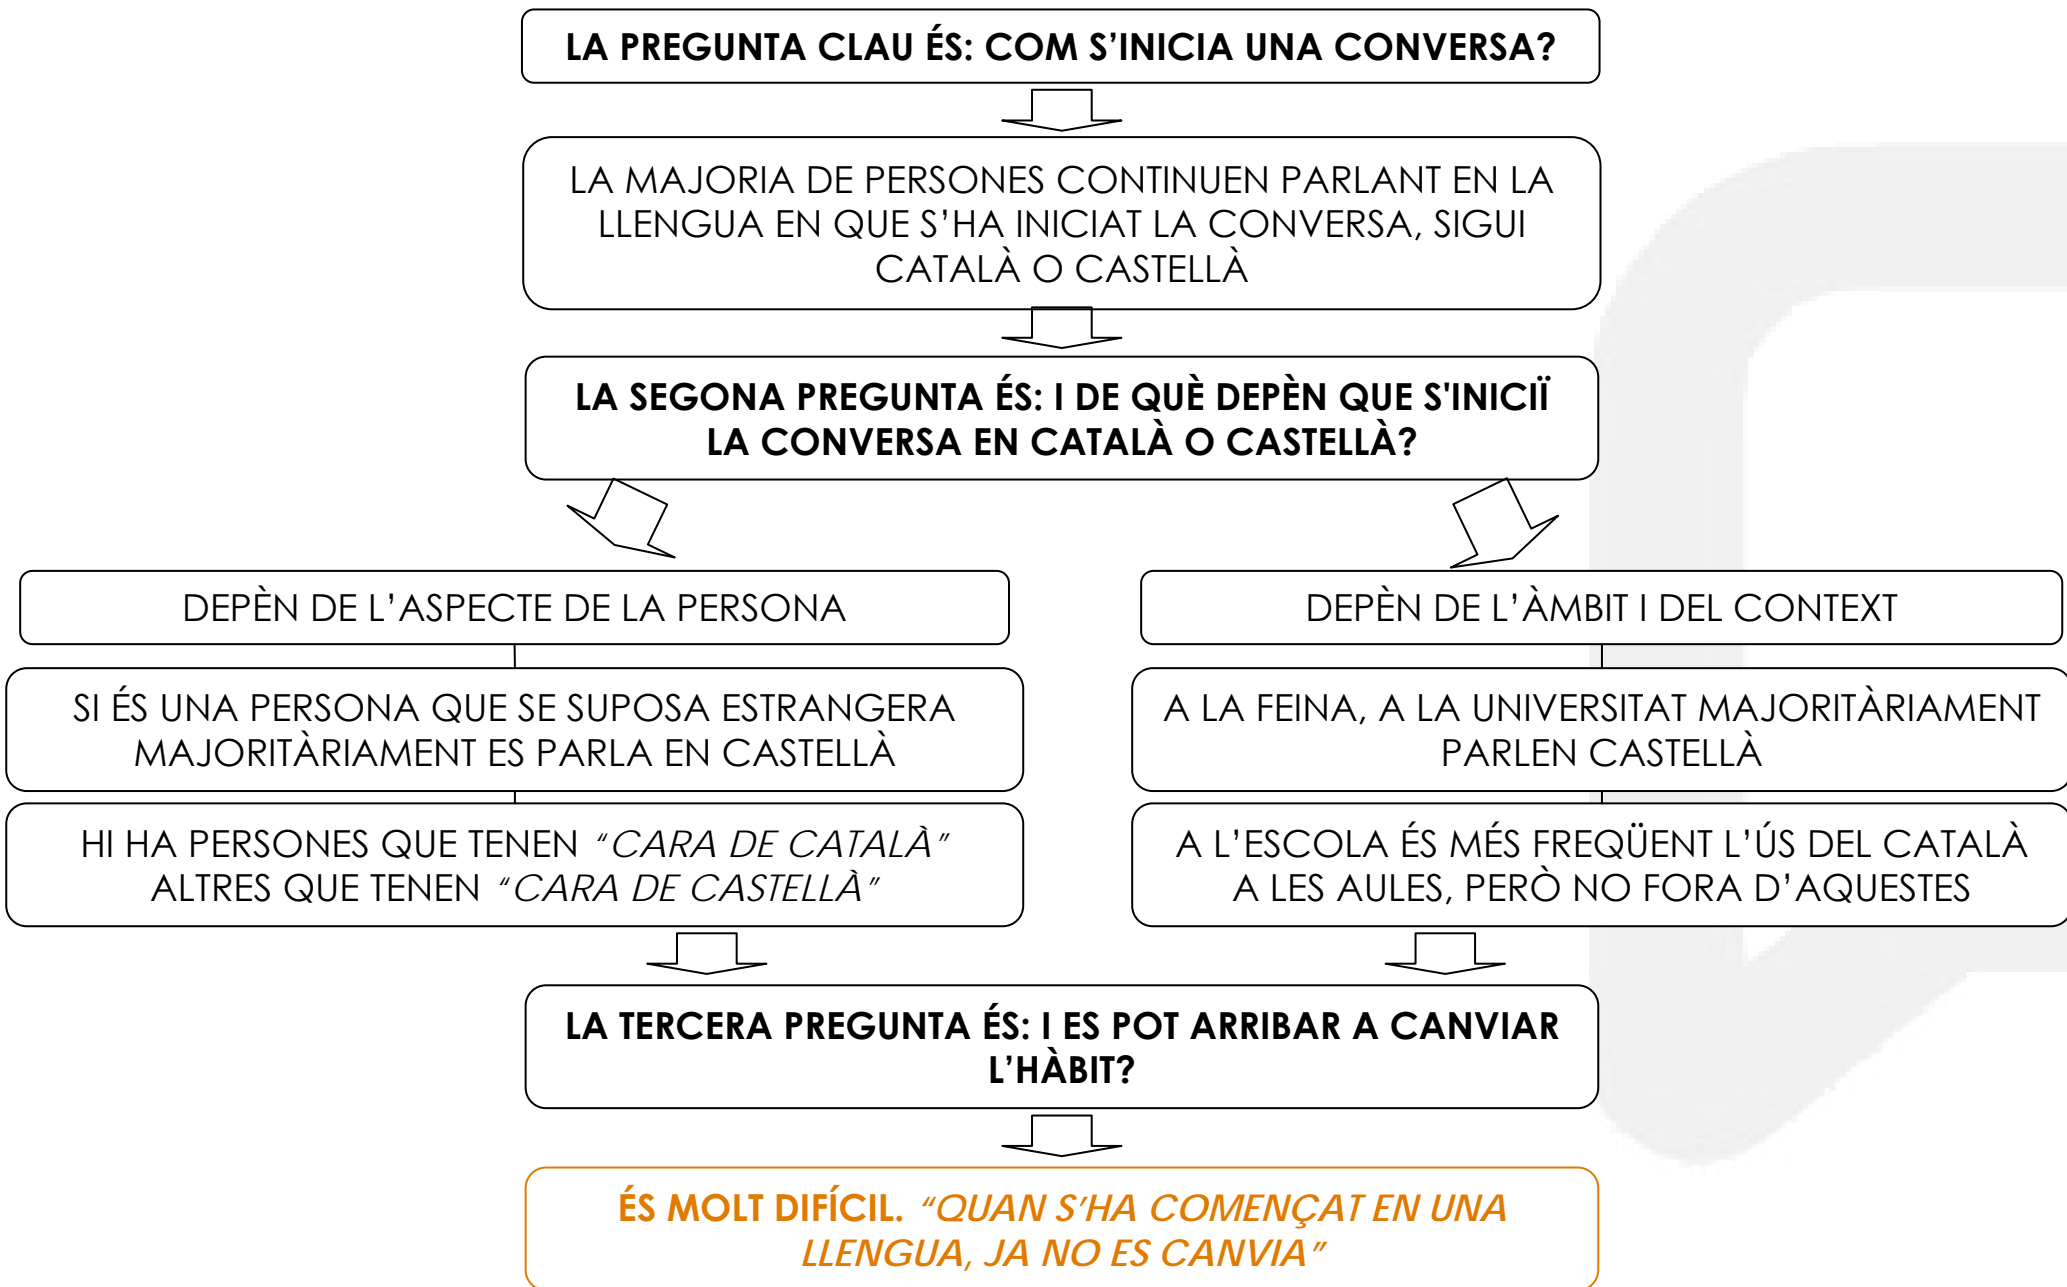 LA PREGUNTA CLAU ÉS: COM S’INICIA UNA CONVERSA?
LA MAJORIA DE PERSONES CONTINUEN PARLANT EN LA
LLENGUA EN QUE S’HA INICIAT LA CONVERSA, SIGUI
CATALÀ O CASTELLÀ
LA SEGONA PREGUNTA ÉS: I DE QUÈ DEPÈN QUE S'INICIÏ
LA CONVERSA EN CATALÀ O CASTELLÀ?
DEPÈN DE L’ASPECTE DE LA PERSONA
SI ÉS UNA PERSONA QUE SE SUPOSA ESTRANGERA
MAJORITÀRIAMENT ES PARLA EN CASTELLÀ
HI HA PERSONES QUE TENEN “CARA DE CATALÀ”
ALTRES QUE TENEN “CARA DE CASTELLÀ”
DEPÈN DE L’ÀMBIT I DEL CONTEXT
A LA FEINA, A LA UNIVERSITAT MAJORITÀRIAMENT
PARLEN CASTELLÀ
A L’ESCOLA ÉS MÉS FREQÜENT L’ÚS DEL CATALÀ
A LES AULES, PERÒ NO FORA D’AQUESTES
LA TERCERA PREGUNTA ÉS: I ES POT ARRIBAR A CANVIAR
L’HÀBIT?
ÉS MOLT DIFÍCIL. “QUAN S’HA COMENÇAT EN UNA
LLENGUA, JA NO ES CANVIA”